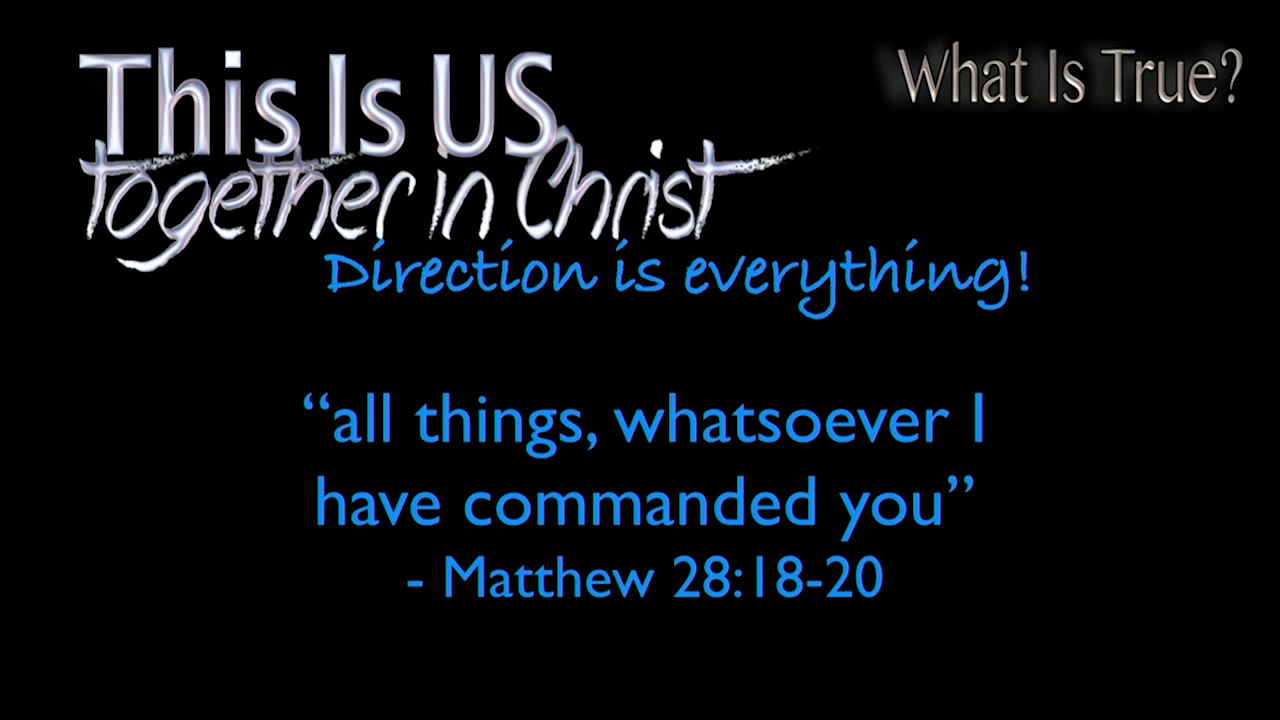 This Is US
What Is True?
together in Christ
Direction is everything!
“all things, whatsoever I
have commanded you”
- Matthew 28:18-20